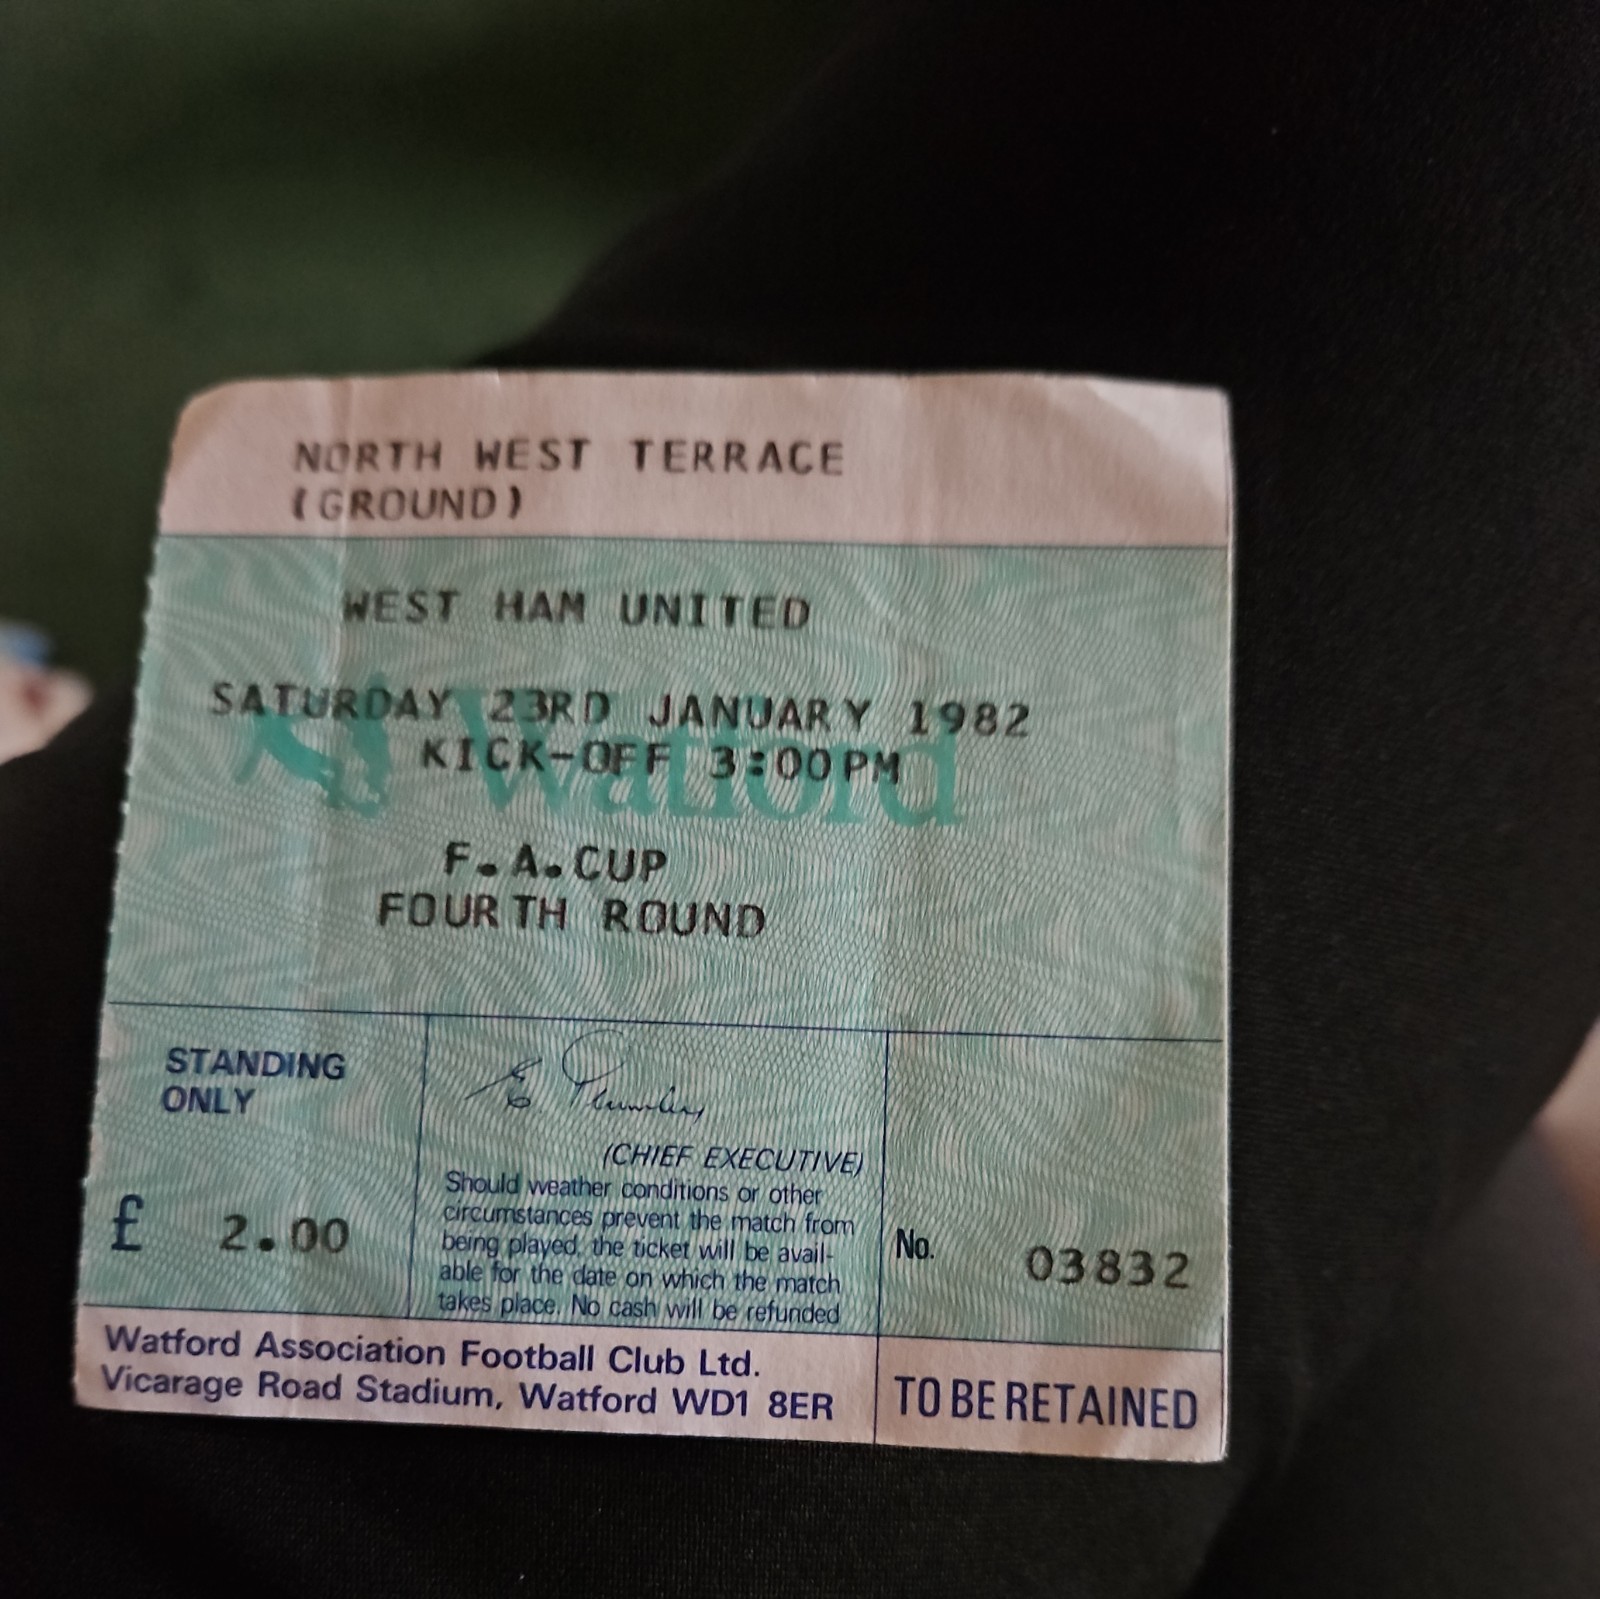 NORTH WEST TERRACE
(GROUND)
WEST HAM UNITED
Watford
SATURDAY 23RD JANUARY 1982
KICK-OFF 3:00PM
F.A.CUP
FOURTH ROUND
STANDING
ONLY
£ 2.00
E. Plumley
(CHIEF EXECUTIVE)
Should weather conditions or other
circumstances prevent the match from
being played, the ticket will be avail-
able for the date on which the match
takes place. No cash will be refunded
No. 03832
Watford Association Football Club Ltd.
Vicarage Road Stadium, Watford WD1 8ER
TO BE RETAINED